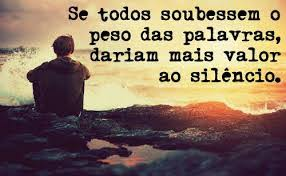 Se todos soubessem o
peso das palavras,
dariam mais valor
ao silêncio.